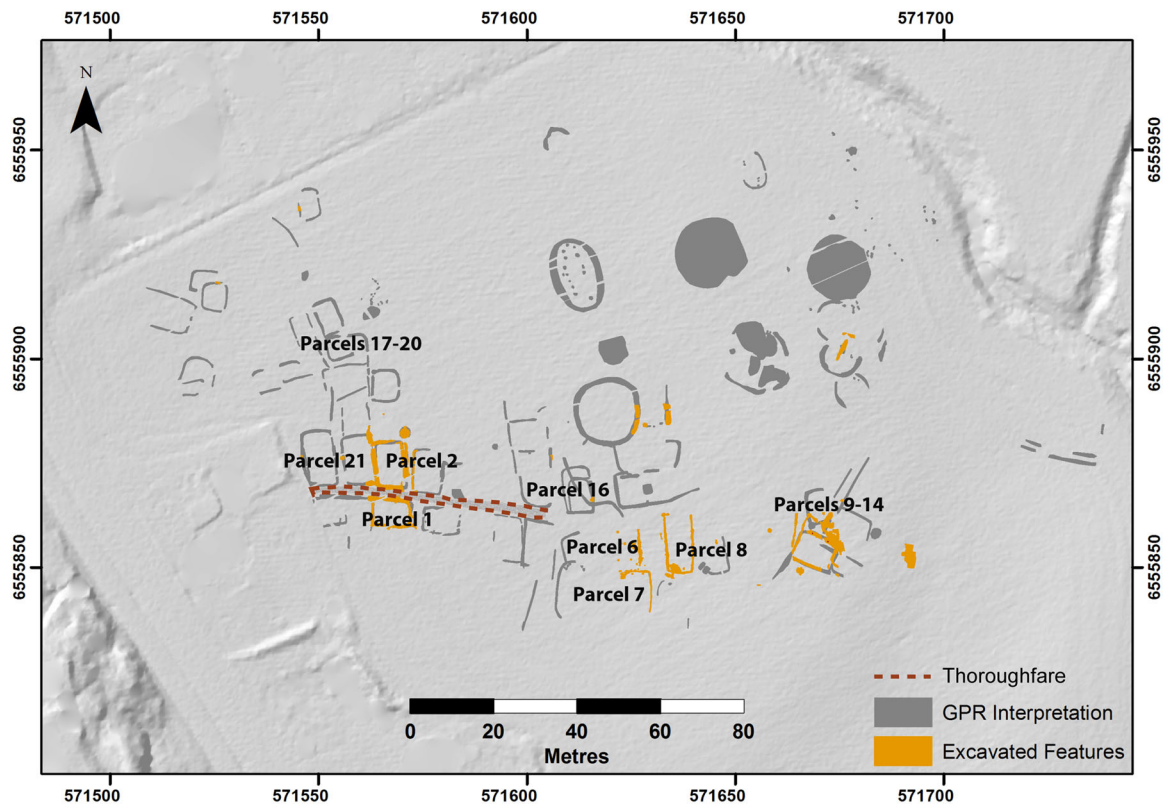 571500 571550 571600 571650 571700
N
6555950 6555950
6555900 6555900
Parcels 17-20
Parcel 21 Parcel 2
Parcel 16
Parcels 9-14
Parcel 1
Parcel 6 Parcel 8
6555850 6555850
Parcel 7
Thoroughfare
GPR Interpretation
Excavated Features
0 20 40 60 80
Metres
571500 571550 571600 571650 571700